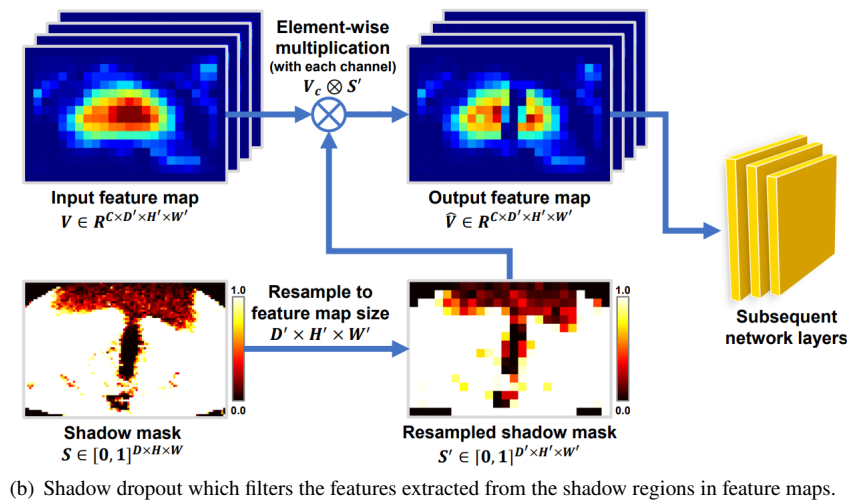 Element-wise
multiplication
(with each channel)
V_c ⊗ S′
Input feature map
V ∈ R^{C×D′×H′×W′}
Output feature map
V̂ ∈ R^{C×D′×H′×W′}
1.0
0.0
Resample to
feature map size
D′ × H′ × W′
1.0
0.0
Subsequent
network layers
Shadow mask
S ∈ [0, 1]^{D×H×W}
Resampled shadow mask
S′ ∈ [0, 1]^{D′×H′×W′}
(b) Shadow dropout which filters the features extracted from the shadow regions in feature maps.